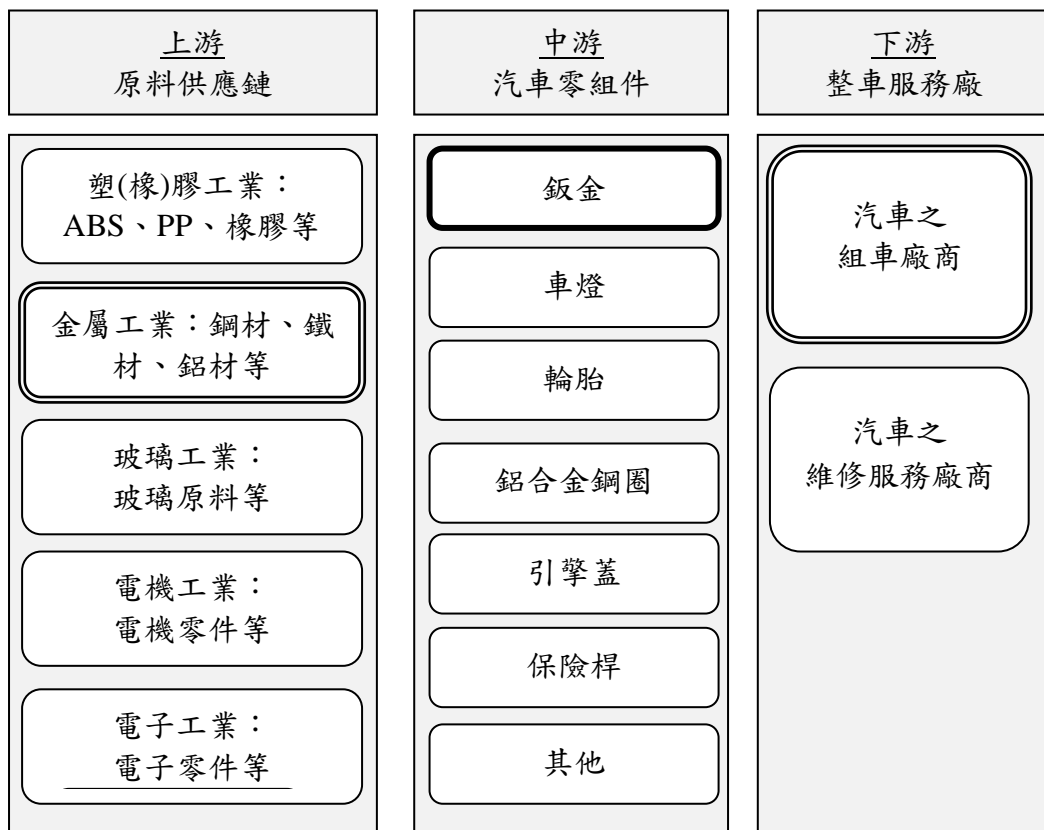 上游
原料供應鏈
中游
汽車零組件
下游
整車服務廠
塑(橡)膠工業：
ABS、PP、橡膠等
金屬工業：鋼材、鐵
材、鋁材等
玻璃工業：
玻璃原料等
電機工業：
電機零件等
電子工業：
電子零件等
鈑金
車燈
輪胎
鋁合金鋼圈
引擎蓋
保險桿
其他
汽車之
組車廠商
汽車之
維修服務廠商